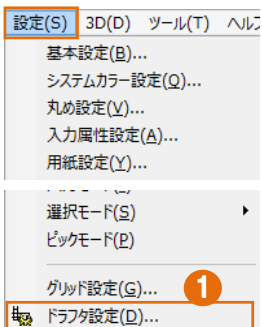 設定(S) 3D(D) ツール(T) ヘル
基本設定(B)...
システムカラー設定(Q)...
丸め設定(V)...
入力属性設定(A)...
用紙設定(Y)...
選択モード(S)
ピックモード(P)
グリッド設定(G)...
1
ドラフタ設定(D)...